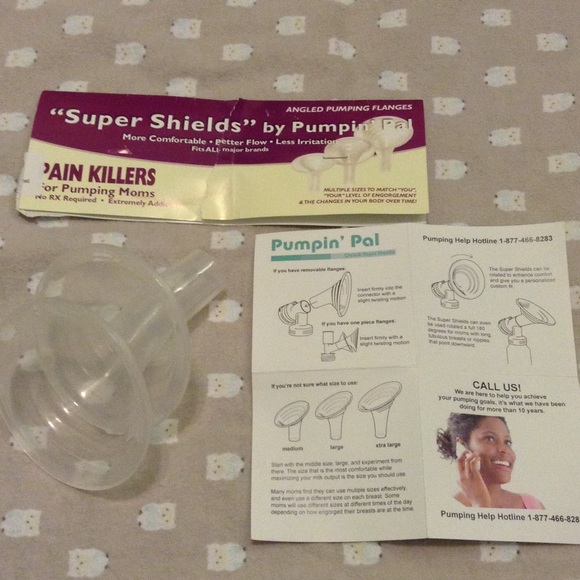 ANGLED PUMPING FLANGES
"Super Shields" by Pumpin' Pal
More Comfortable • Better Flow • Less Irritation
Fits ALL major brands
PAIN KILLERS
for Pumping Moms
No RX Required • Extremely
MULTIPLE SIZES TO MATCH "YOU",
"YOUR" LEVEL OF ENGORGEMENT
& THE CHANGES IN YOUR BODY OVER TIME!
Pumpin' Pal
Quick Start Guide
If you have removable flanges:
Insert firmly into the
connector with a
slight twisting motion
If you have one piece flanges:
Insert firmly with a
slight twisting motion
Pumping Help Hotline 1-877-466-8283
The Super Shields can be
rotated to enhance comfort
and give you a personalized
custom fit.
The Super Shields can even
be used rotated a full 180
degrees for moms with long
tubulous breasts or nipples
that point downward.
If you're not sure what size to use:
medium
large
xtra large
Start with the middle size, large, and experiment from
there. The size that is the most comfortable while
maximizing your milk output is the size you should use.
Many moms find they can use multiple sizes effectively,
and even use a different size on each breast. Some
moms will use different sizes at different times of the day
depending on how engorged their breasts are at the time.
CALL US!
We are here to help you achieve
your pumping goals, it's what we have been
doing for more than 10 years.
Pumping Help Hotline 1-877-466-828